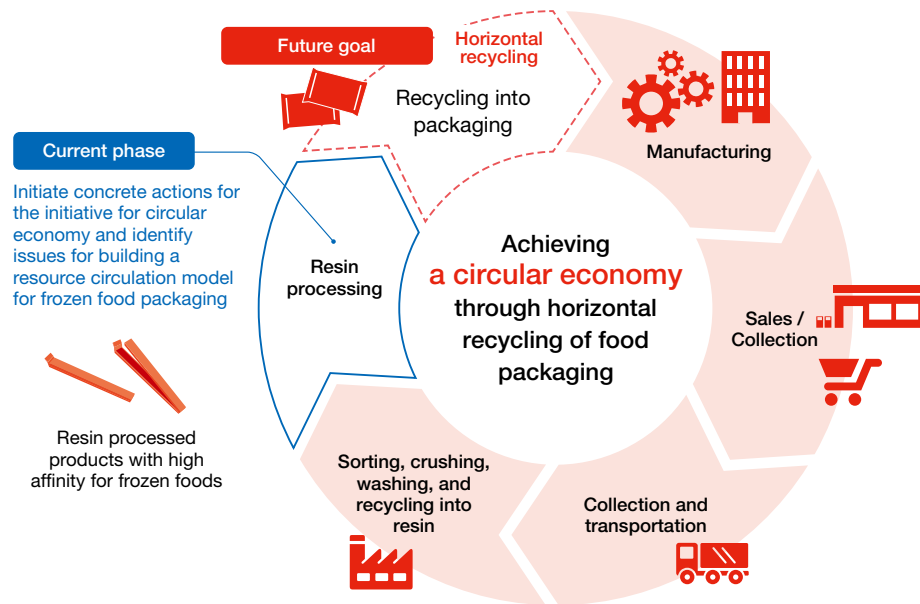 Future goal
Horizontal
recycling
Recycling into
packaging
Manufacturing
Current phase
Initiate concrete actions for
the initiative for circular
economy and identify
issues for building a
resource circulation model
for frozen food packaging
Resin
processing
Achieving
a circular economy
through horizontal
recycling of food
packaging
Sales /
Collection
Resin processed
products with high
affinity for frozen foods
Sorting, crushing,
washing, and
recycling into
resin
Collection and
transportation